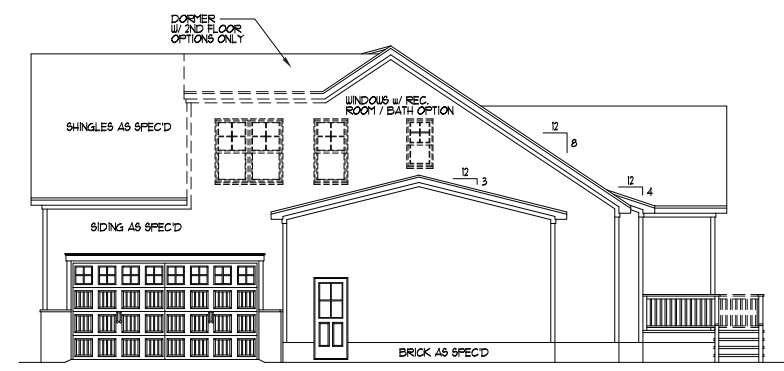 DORMER
W/ 2ND FLOOR
OPTIONS ONLY
WINDOWS W/ REC.
ROOM / BATH OPTION
SHINGLES AS SPEC'D
12
8
12
3
12
4
SIDING AS SPEC'D
BRICK AS SPEC'D